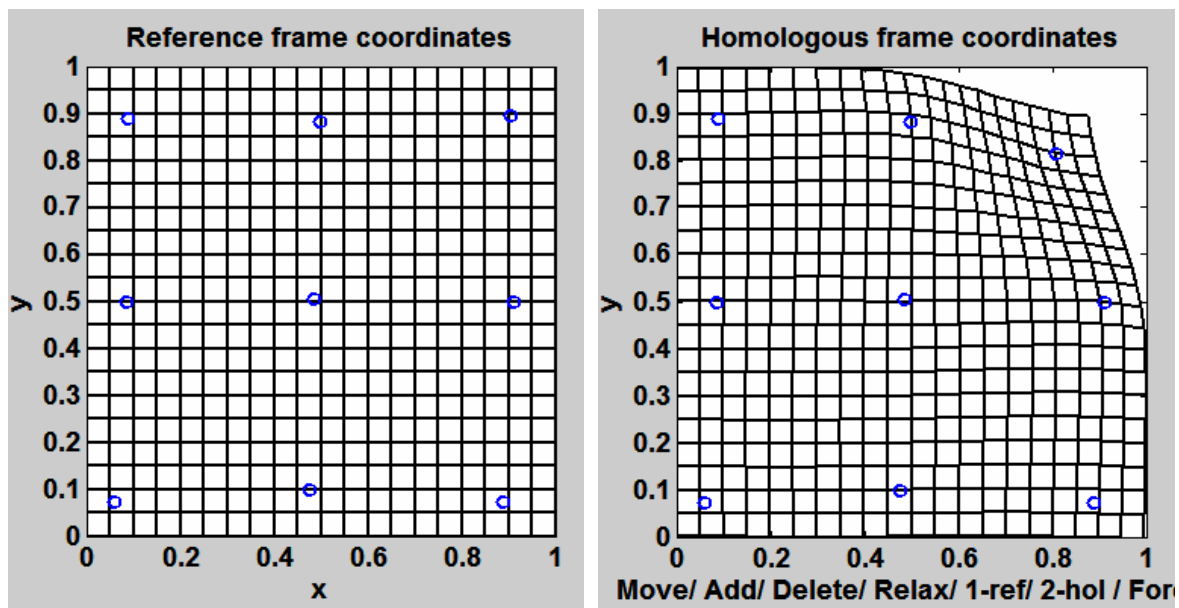 Reference frame coordinates
1
0.9
0.8
0.7
0.6
0.5
0.4
0.3
0.2
0.1
0
y
0 0.2 0.4 0.6 0.8 1
x
Homologous frame coordinates
1
0.9
0.8
0.7
0.6
0.5
0.4
0.3
0.2
0.1
0
y
0 0.2 0.4 0.6 0.8 1
Move/ Add/ Delete/ Relax/ 1-ref/ 2-hol / For